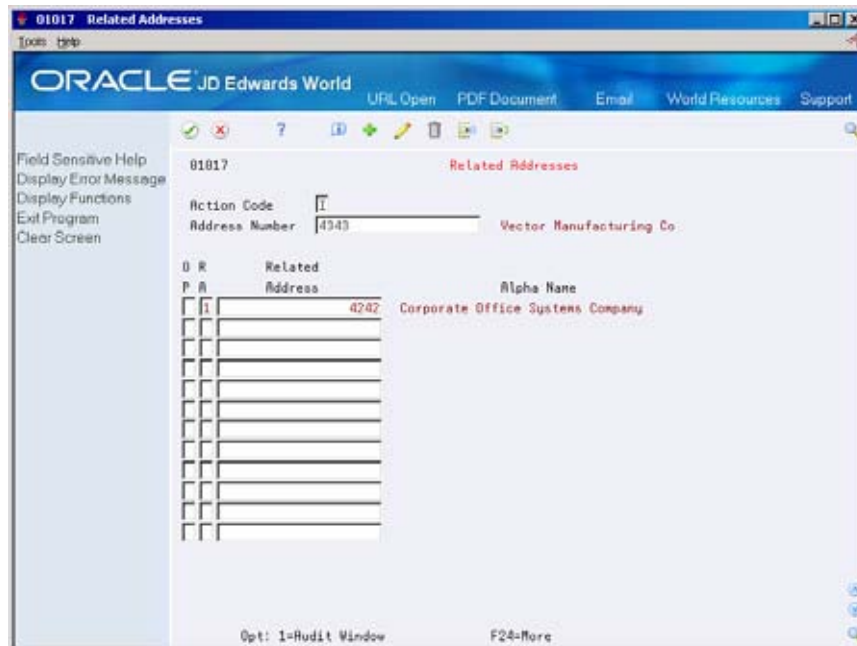 01017 Related Addresses
Tools Help
ORACLE JD Edwards World
URL Open PDF Document Email World Resources Support
Field Sensitive Help
Display Error Message
Display Functions
Exit Program
Clear Screen
01017 Related Addresses
Action Code I
Address Number 4343 Vector Manufacturing Co
O R Related
P A Address Alpha Name
1 4242 Corporate Office Systems Company
Opt: 1=Audit Window F24=More